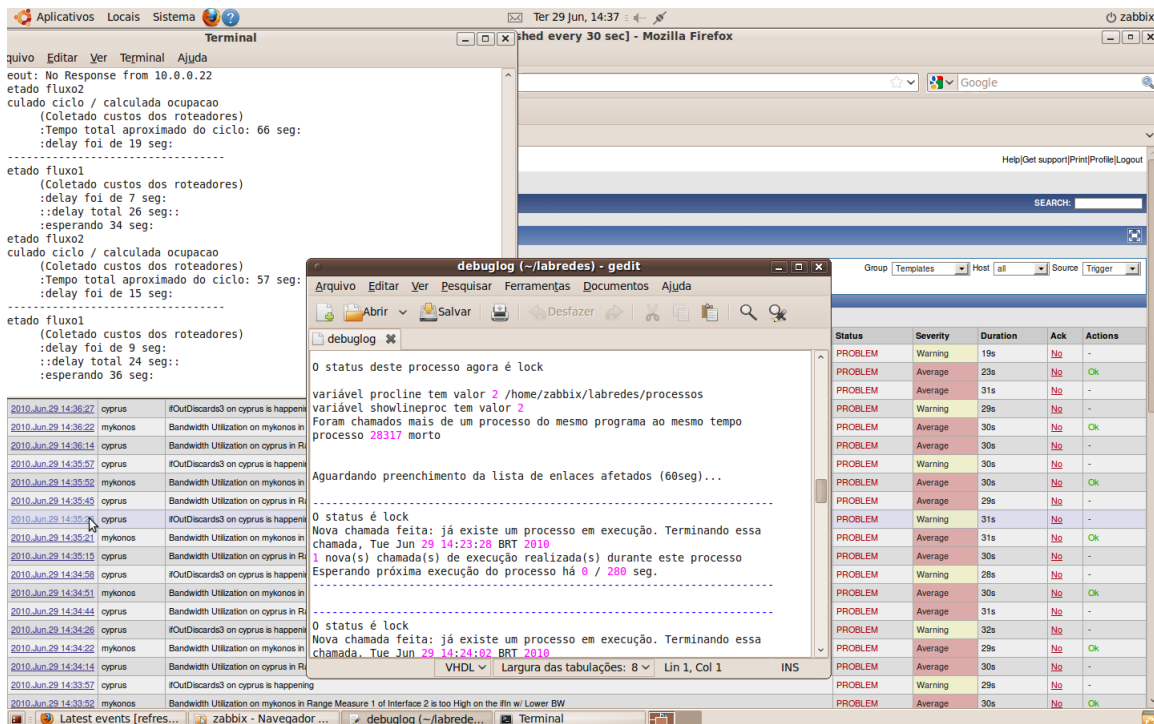 Aplicativos Locais Sistema
Ter 29 Jun, 14:37
zabbix
Terminal
shed every 30 sec] - Mozilla Firefox
quivo Editar Ver Terminal Ajuda
eout: No Response from 10.0.0.22
etado fluxo2
culado ciclo / calculada ocupacao
(Coletado custos dos roteadores)
:Tempo total aproximado do ciclo: 66 seg:
:delay foi de 19 seg:
----------------------------------
etado fluxo1
(Coletado custos dos roteadores)
:delay foi de 7 seg:
::delay total 26 seg::
:esperando 34 seg:
etado fluxo2
culado ciclo / calculada ocupacao
(Coletado custos dos roteadores)
:Tempo total aproximado do ciclo: 57 seg:
:delay foi de 15 seg:
----------------------------------
etado fluxo1
(Coletado custos dos roteadores)
:delay foi de 9 seg:
::delay total 24 seg::
:esperando 36 seg:
Google
Help|Get support|Print|Profile|Logout
SEARCH:
Group Templates Host all Source Trigger
debuglog (~/labredes) - gedit
Arquivo Editar Ver Pesquisar Ferramentas Documentos Ajuda
Abrir Salvar Desfazer
debuglog
O status deste processo agora é lock
variável procline tem valor 2 /home/zabbix/labredes/processos
variável showlineproc tem valor 2
Foram chamados mais de um processo do mesmo programa ao mesmo tempo
processo 28317 morto
Aguardando preenchimento da lista de enlaces afetados (60seg)...
-----------------------------------------------------------------------
O status é lock
Nova chamada feita: já existe um processo em execução. Terminando essa
chamada, Tue Jun 29 14:23:28 BRT 2010
1 nova(s) chamada(s) de execução realizada(s) durante este processo
Esperando próxima execução do processo há 0 / 280 seg.
-----------------------------------------------------------------------
-----------------------------------------------------------------------
O status é lock
Nova chamada feita: já existe um processo em execução. Terminando essa
chamada. Tue Jun 29 14:24:02 BRT 2010
VHDL Largura das tabulações: 8 Lin 1, Col 1 INS
Status Severity Duration Ack Actions
PROBLEM Warning 19s No -
PROBLEM Average 23s No Ok
PROBLEM Average 31s No -
2010.Jun.29 14:36:27 cyprus ifOutDiscards3 on cyprus is happeni PROBLEM Warning 29s No -
2010.Jun.29 14:36:22 mykonos Bandwidth Utilization on mykonos in PROBLEM Average 30s No Ok
2010.Jun.29 14:36:14 cyprus Bandwidth Utilization on cyprus in Ra PROBLEM Average 30s No -
2010.Jun.29 14:35:57 cyprus ifOutDiscards3 on cyprus is happeni PROBLEM Warning 30s No -
2010.Jun.29 14:35:52 mykonos Bandwidth Utilization on mykonos in PROBLEM Average 30s No Ok
2010.Jun.29 14:35:45 cyprus Bandwidth Utilization on cyprus in Ra PROBLEM Average 29s No -
2010.Jun.29 cyprus ifOutDiscards3 on cyprus is happeni PROBLEM Warning 31s No -
2010.Jun.29 14:35:21 mykonos Bandwidth Utilization on mykonos in PROBLEM Average 31s No Ok
2010.Jun.29 14:35:15 cyprus Bandwidth Utilization on cyprus in Ra PROBLEM Average 30s No -
2010.Jun.29 14:34:58 cyprus ifOutDiscards3 on cyprus is happeni PROBLEM Warning 28s No -
2010.Jun.29 14:34:51 mykonos Bandwidth Utilization on mykonos in PROBLEM Average 30s No Ok
2010.Jun.29 14:34:44 cyprus Bandwidth Utilization on cyprus in Ra PROBLEM Average 31s No -
2010.Jun.29 14:34:26 cyprus ifOutDiscards3 on cyprus is happeni PROBLEM Warning 32s No -
2010.Jun.29 14:34:22 mykonos Bandwidth Utilization on mykonos in PROBLEM Average 29s No Ok
2010.Jun.29 14:34:14 cyprus Bandwidth Utilization on cyprus in Ra PROBLEM Average 30s No -
2010.Jun.29 14:33:57 cyprus ifOutDiscards3 on cyprus is happening PROBLEM Warning 29s No -
2010.Jun.29 14:33:52 mykonos Bandwidth Utilization on mykonos in Range Measure 1 of Interface 2 is too High on the ifIn w/ Lower BW PROBLEM Average 30s No Ok
Latest events [refres... zabbix - Navegador ... debuglog (~/labrede... Terminal